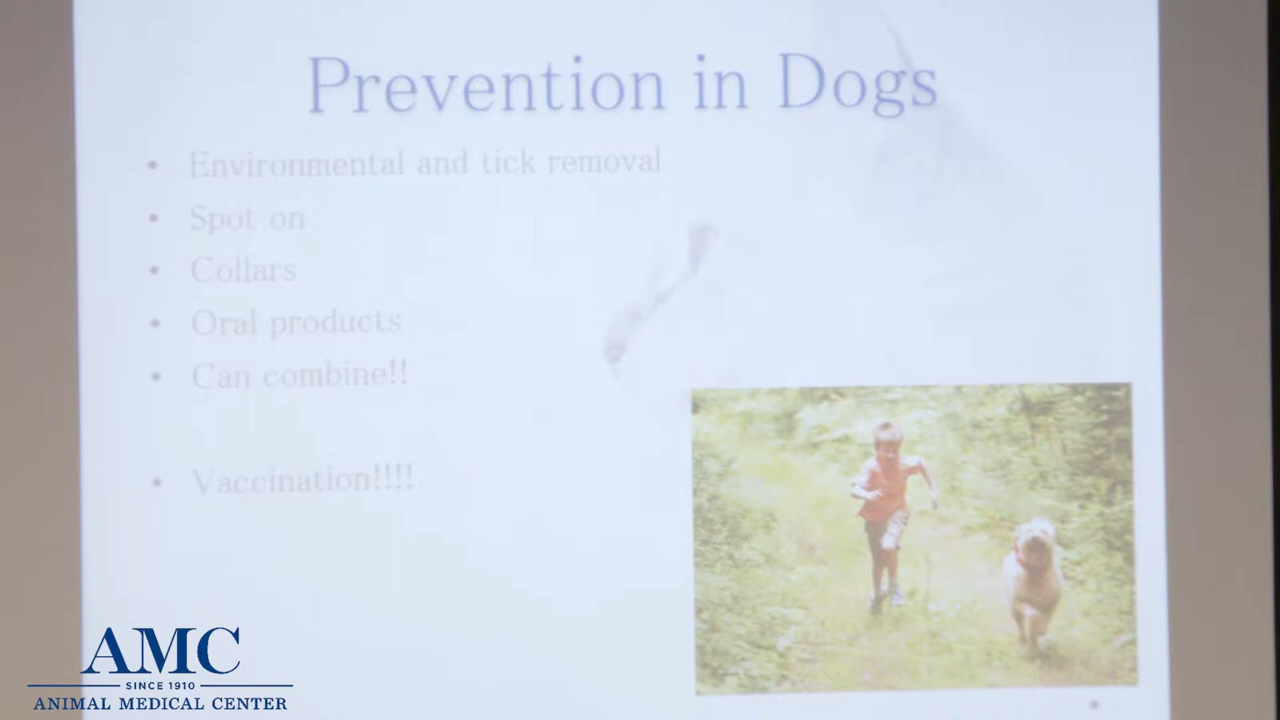 Prevention in Dogs
• Environmental and tick removal
• Spot on
• Collars
• Oral products
• Can combine!!
• Vaccination!!!!
AMC
SINCE 1910
ANIMAL MEDICAL CENTER